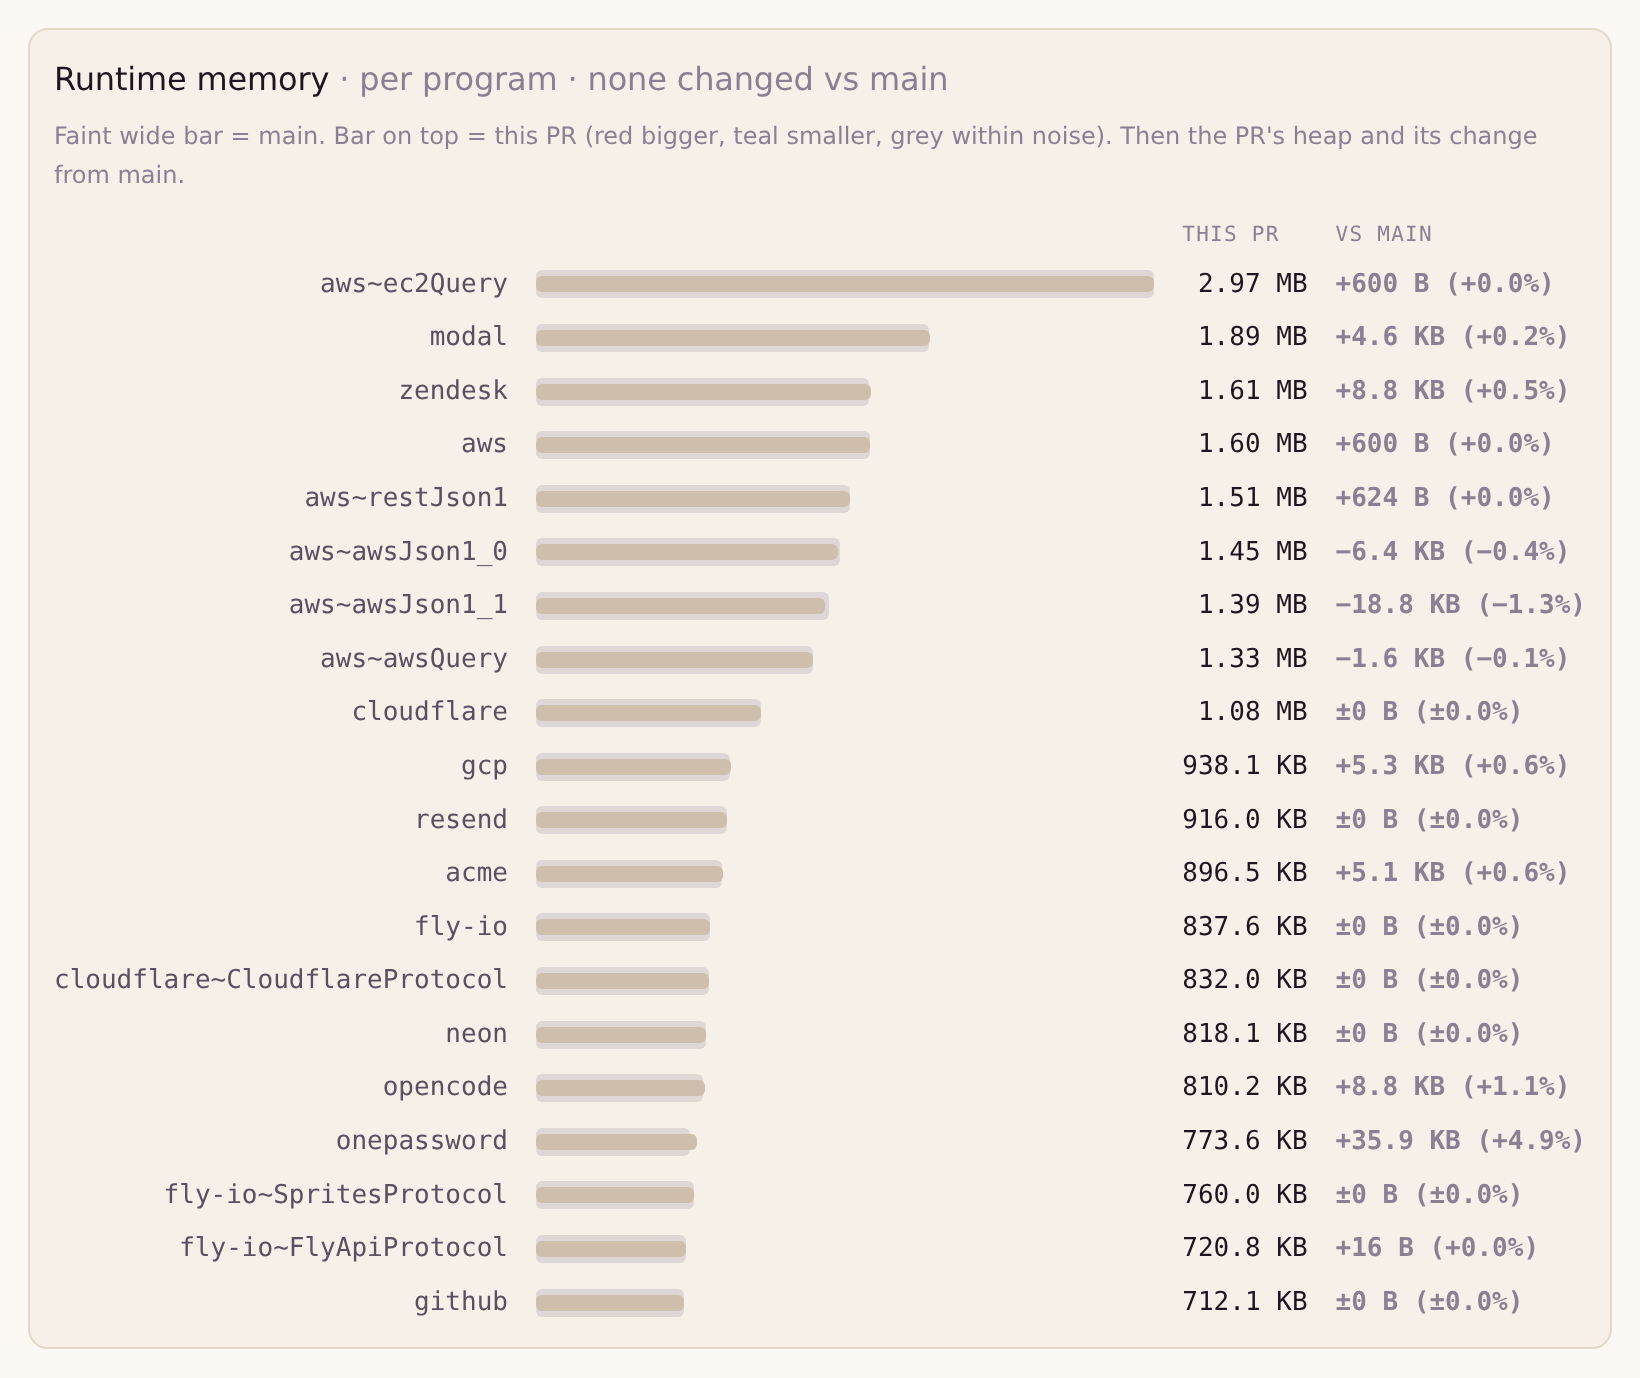 Runtime memory · per program · none changed vs main
Faint wide bar = main. Bar on top = this PR (red bigger, teal smaller, grey within noise). Then the PR's heap and its change
from main.
THIS PR VS MAIN
aws~ec2Query 2.97 MB +600 B (+0.0%)
modal 1.89 MB +4.6 KB (+0.2%)
zendesk 1.61 MB +8.8 KB (+0.5%)
aws 1.60 MB +600 B (+0.0%)
aws~restJson1 1.51 MB +624 B (+0.0%)
aws~awsJson1_0 1.45 MB −6.4 KB (−0.4%)
aws~awsJson1_1 1.39 MB −18.8 KB (−1.3%)
aws~awsQuery 1.33 MB −1.6 KB (−0.1%)
cloudflare 1.08 MB ±0 B (±0.0%)
gcp 938.1 KB +5.3 KB (+0.6%)
resend 916.0 KB ±0 B (±0.0%)
acme 896.5 KB +5.1 KB (+0.6%)
fly-io 837.6 KB ±0 B (±0.0%)
cloudflare~CloudflareProtocol 832.0 KB ±0 B (±0.0%)
neon 818.1 KB ±0 B (±0.0%)
opencode 810.2 KB +8.8 KB (+1.1%)
onepassword 773.6 KB +35.9 KB (+4.9%)
fly-io~SpritesProtocol 760.0 KB ±0 B (±0.0%)
fly-io~FlyApiProtocol 720.8 KB +16 B (+0.0%)
github 712.1 KB ±0 B (±0.0%)